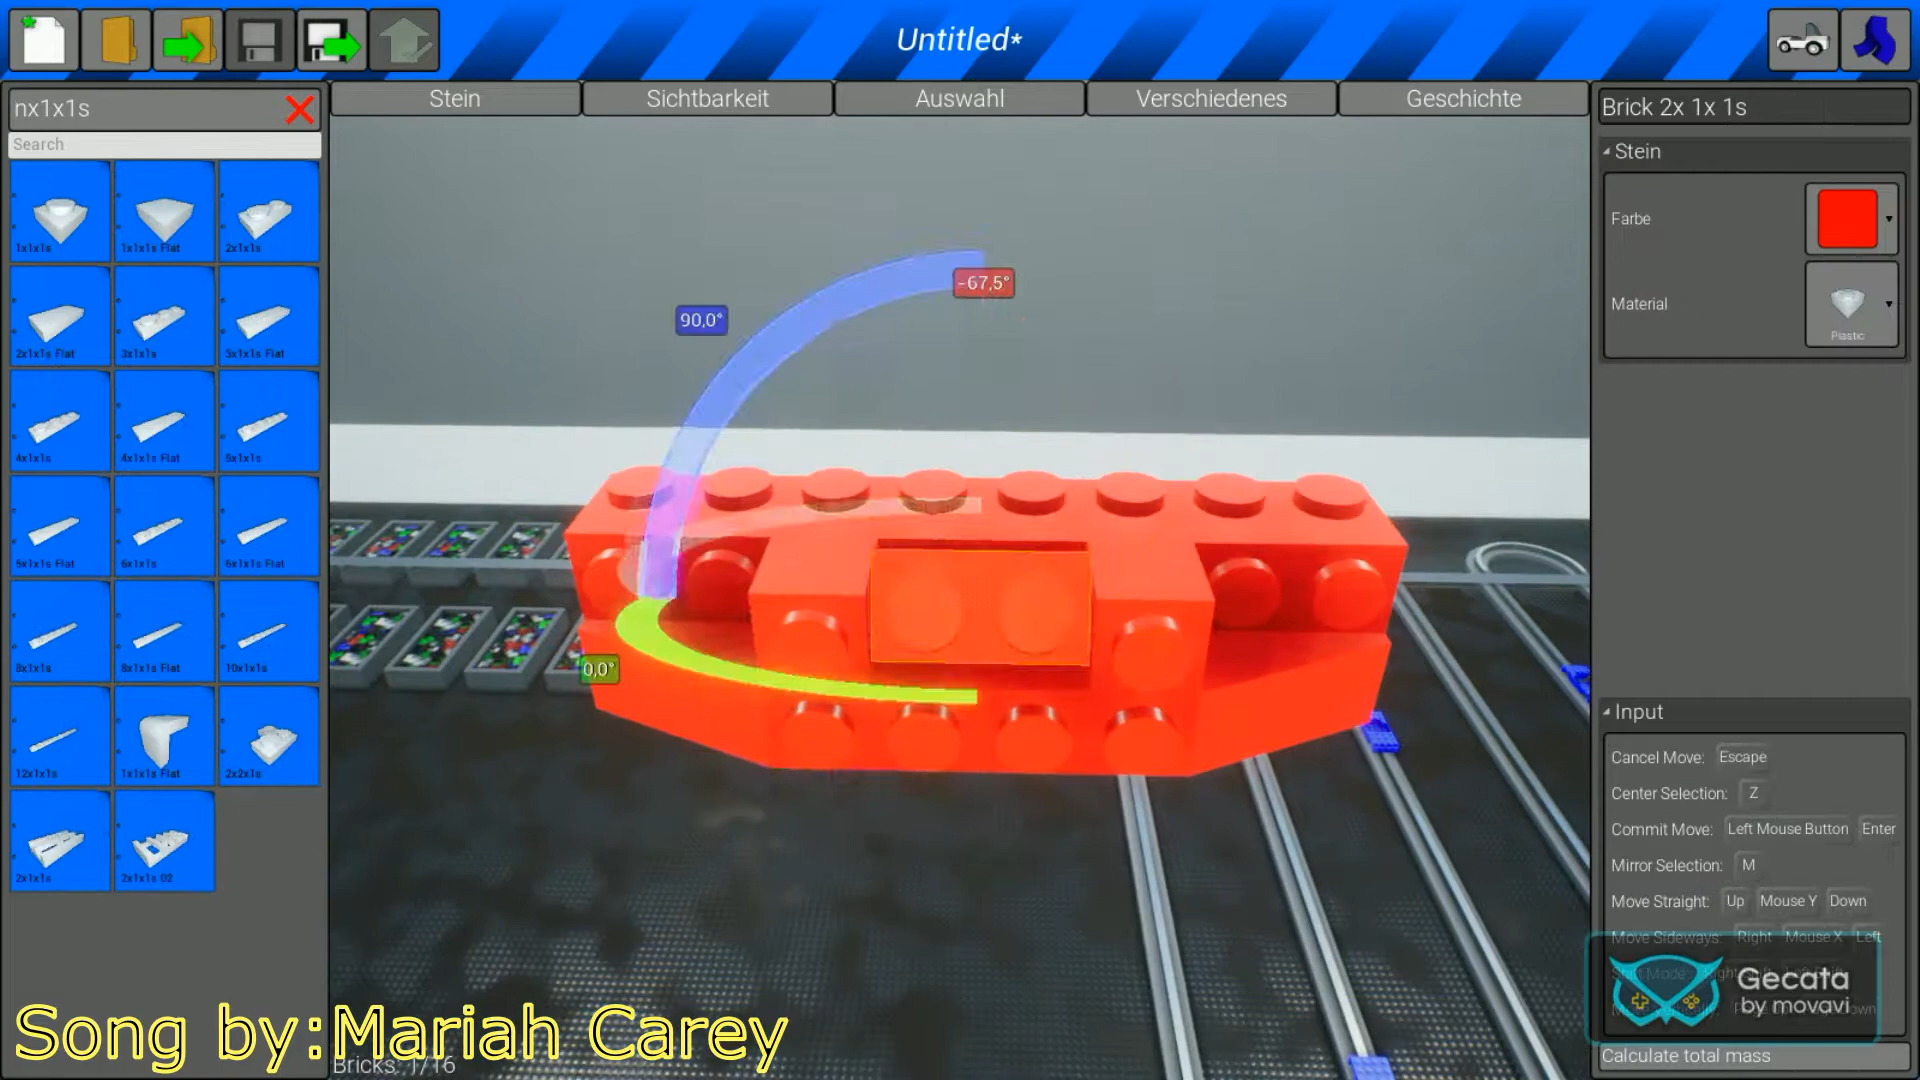 Untitled*
nx1x1s
Search
1x1x1s
1x1x1s Flat
2x1x1s
2x1x1s Flat
3x1x1s
3x1x1s Flat
4x1x1s
4x1x1s Flat
5x1x1s
5x1x1s Flat
6x1x1s
6x1x1s Flat
8x1x1s
8x1x1s Flat
10x1x1s
12x1x1s
1x1x1s Flat
2x2x1s
2x1x1s
2x1x1s 02
Stein
Sichtbarkeit
Auswahl
Verschiedenes
Geschichte
-67,5°
90,0°
0,0°
Song by:Mariah Carey
Bricks: 1/16
Brick 2x 1x 1s
Stein
Farbe
Material
Plastic
Input
Cancel Move: Escape
Center Selection: Z
Commit Move: Left Mouse Button Enter
Mirror Selection: M
Move Straight: Up Mouse Y Down
Move Sideways: Right Mouse X Left
Gecata
by movavi
Calculate total mass